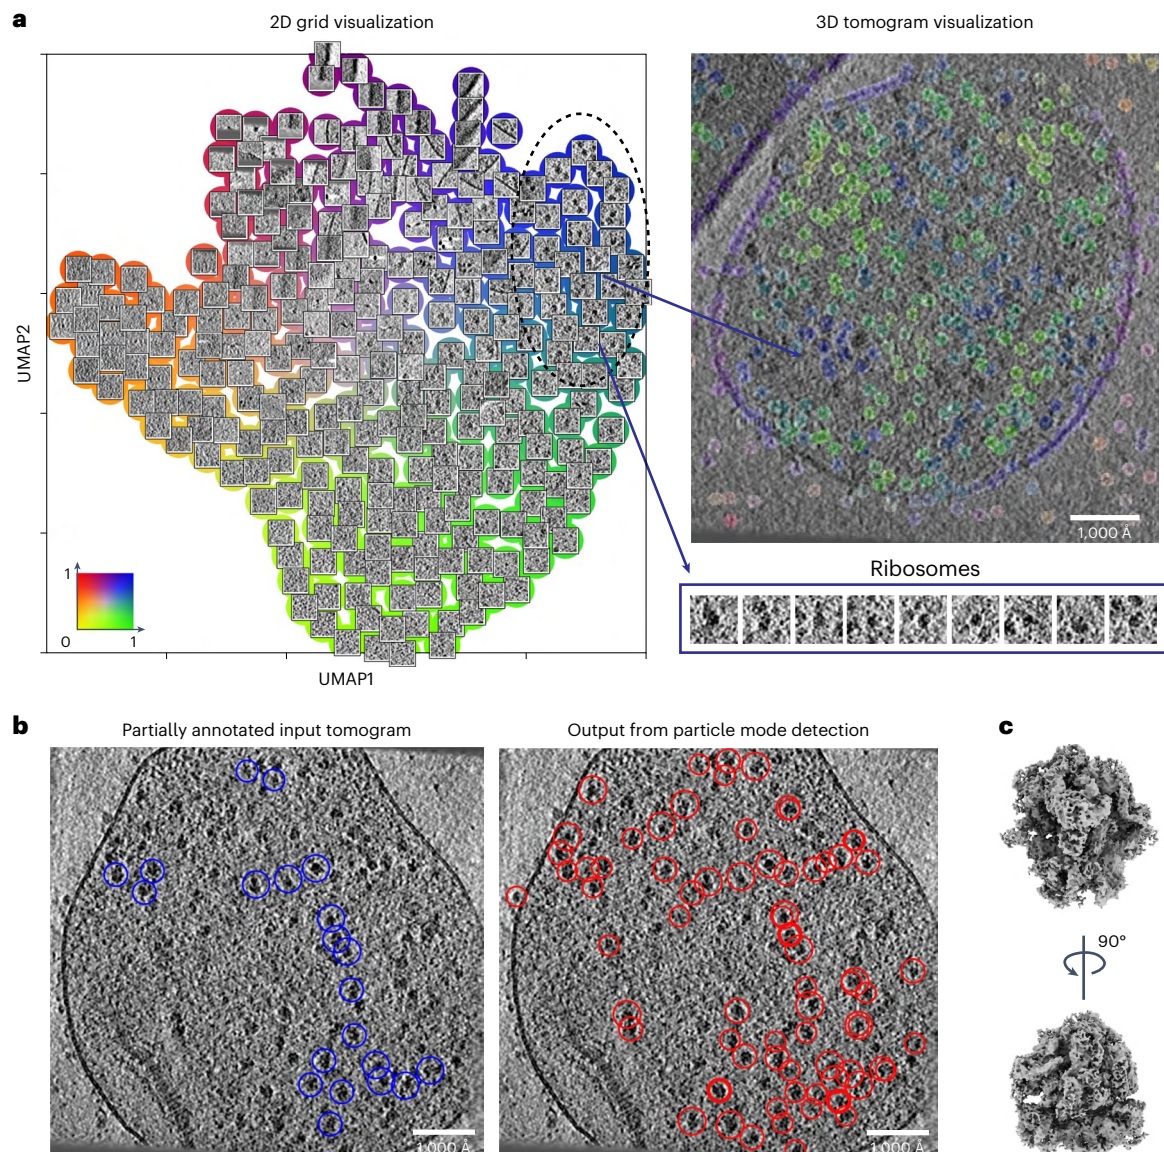 a
2D grid visualization
3D tomogram visualization
UMAP2
1
0
1
UMAP1
1,000 Å
Ribosomes
b
Partially annotated input tomogram
Output from particle mode detection
c
90°
1,000 Å
1,000 Å